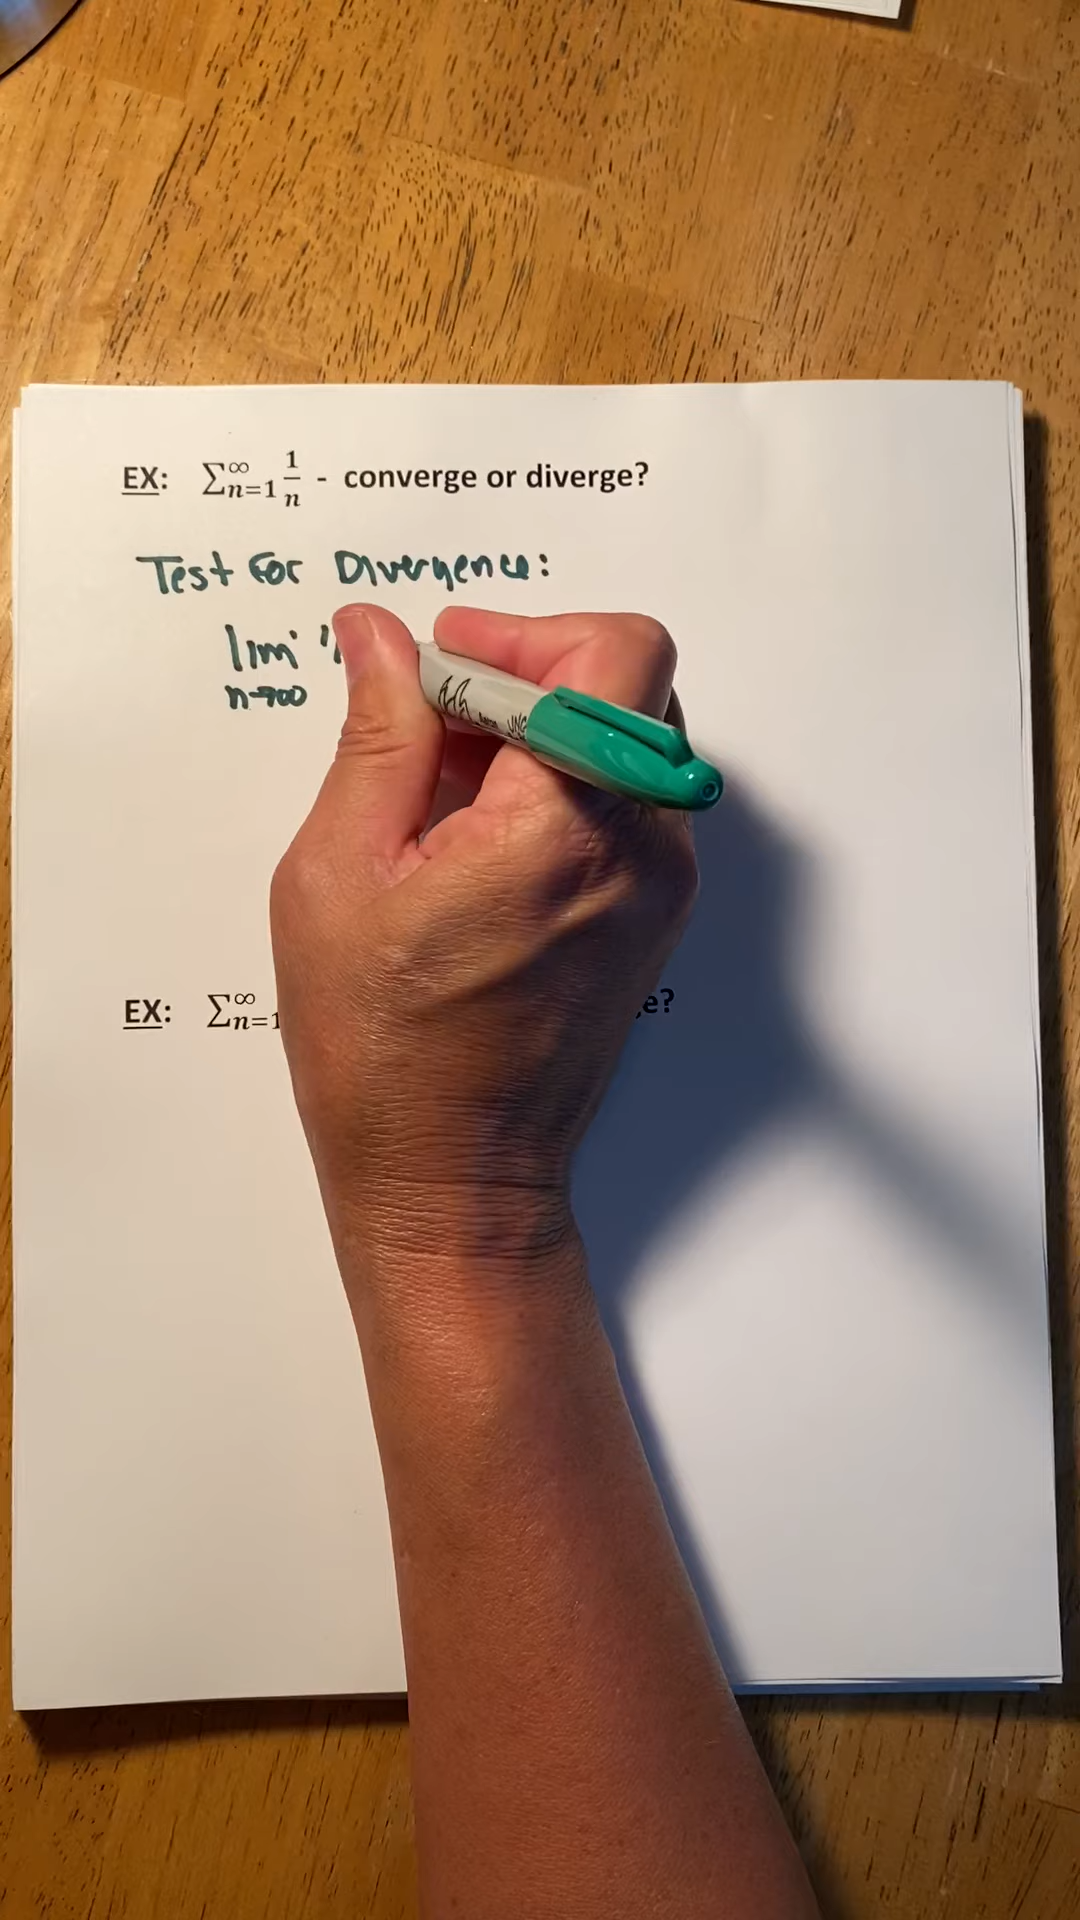 EX: ∑∞n=1 1/n - converge or diverge?
Test for Divergence:
lim
n→∞
EX: ∑∞n=1